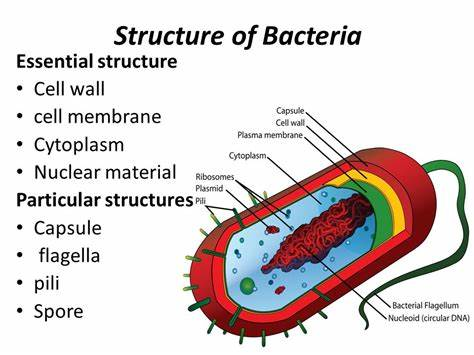 Structure of Bacteria
Essential structure
• Cell wall
• cell membrane
• Cytoplasm
• Nuclear material
Particular structures
• Capsule
• flagella
• pili
• Spore
Capsule
Cell wall
Plasma membrane
Cytoplasm
Ribosomes
Plasmid
Pili
Bacterial Flagellum
Nucleoid (circular DNA)